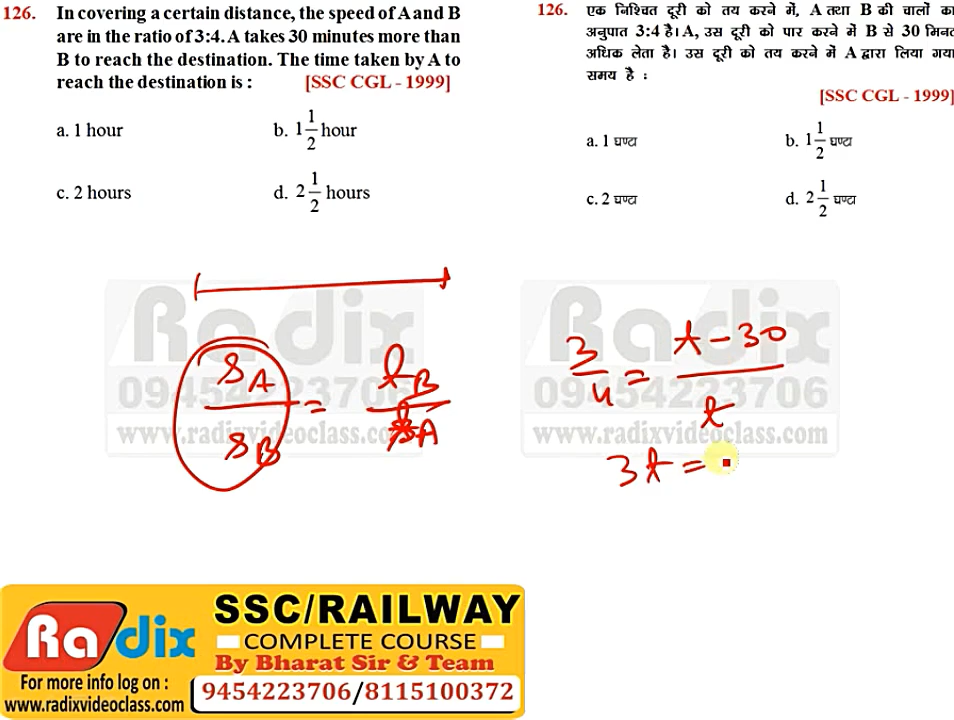 126. In covering a certain distance, the speed of A and B
are in the ratio of 3:4. A takes 30 minutes more than
B to reach the destination. The time taken by A to
reach the destination is : [SSC CGL - 1999]
a. 1 hour b. 1 1/2 hour
c. 2 hours d. 2 1/2 hours
126. एक निश्चित दूरी को तय करने में, A तथा B की चालों का
अनुपात 3:4 है। A, उस दूरी को पार करने में B से 30 मिनट
अधिक लेता है। उस दूरी को तय करने में A द्वारा लिया गया
समय है :
[SSC CGL - 1999]
a. 1 घण्टा b. 1 1/2 घण्टा
c. 2 घण्टा d. 2 1/2 घण्टा
Radix
09454223706
www.radixvideoclass.com
Radix
09454223706
www.radixvideoclass.com
s_A/s_B = t_B/t_A
3/4 = t-30/t
3t =
Radix
For more info log on :
www.radixvideoclass.com
SSC/RAILWAY
COMPLETE COURSE
By Bharat Sir & Team
9454223706/8115100372